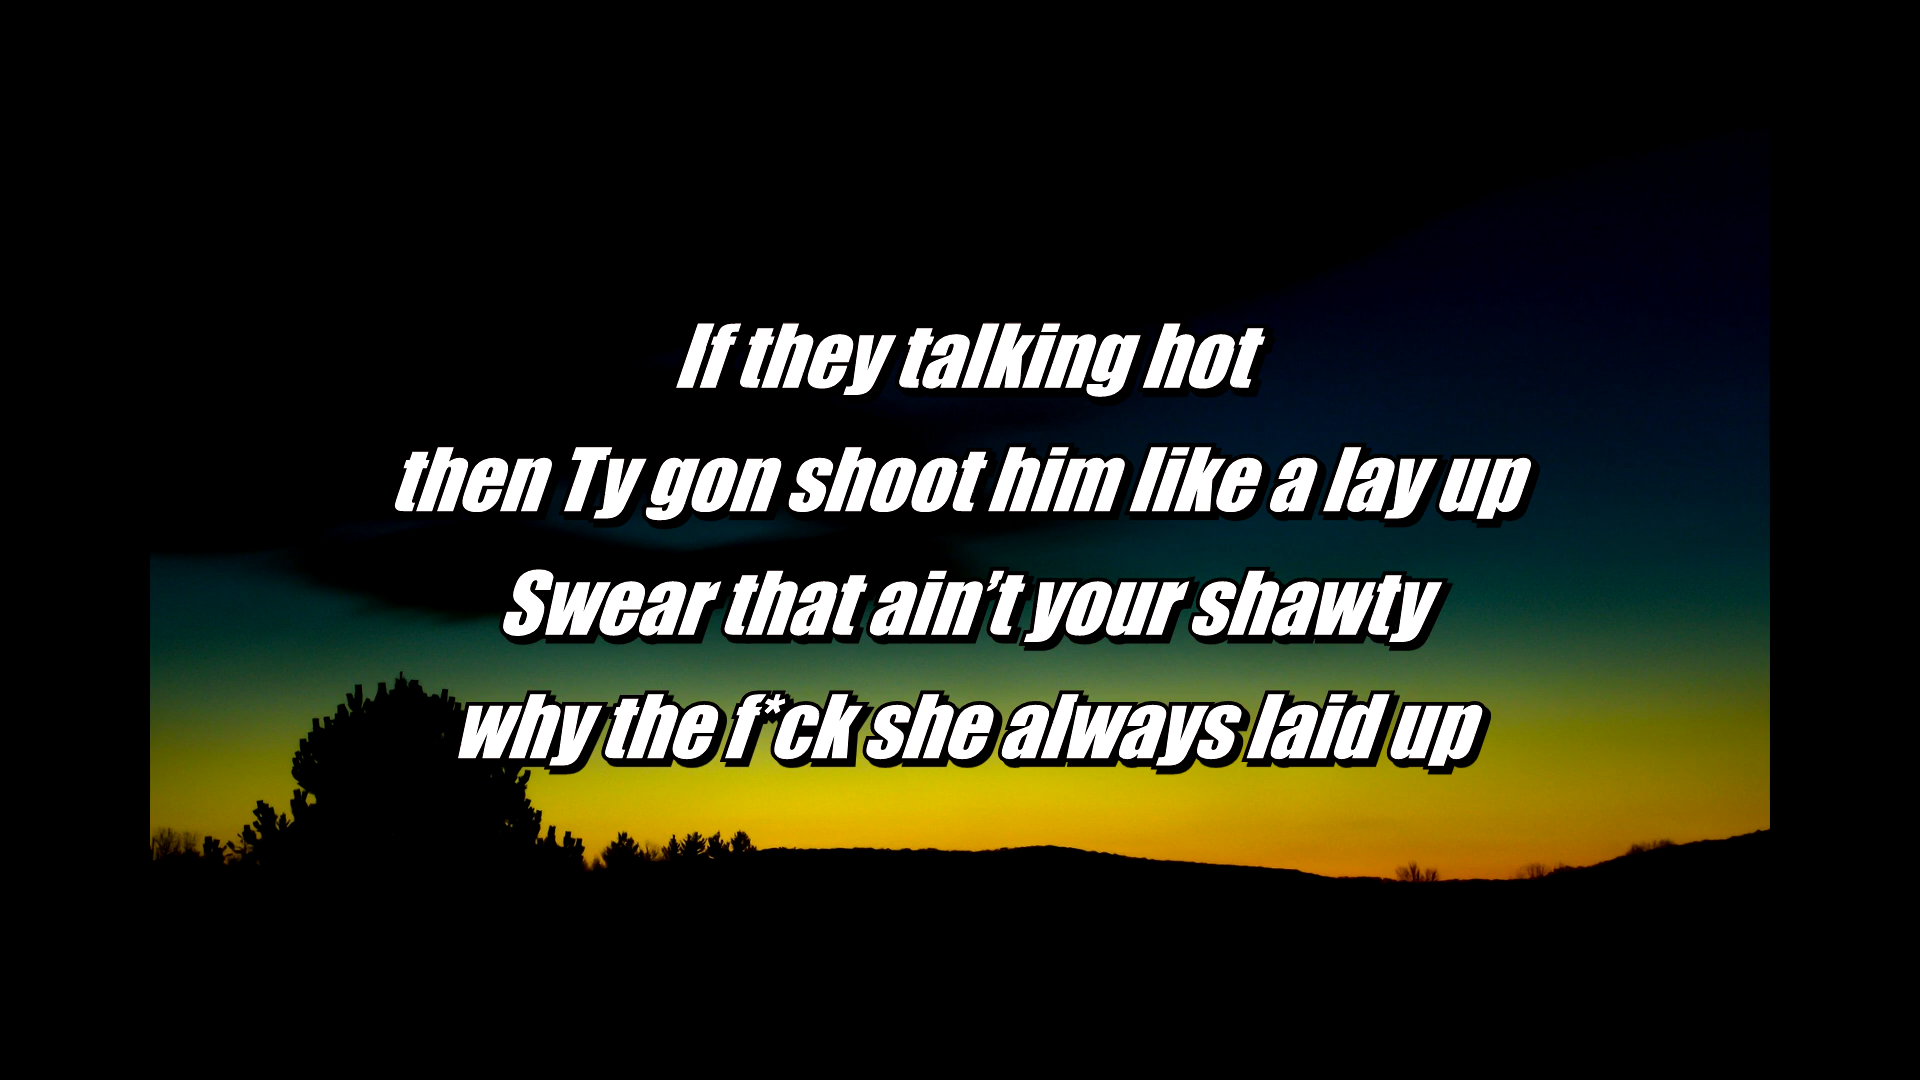 If they talking hot
then Ty gon shoot him like a lay up
Swear that ain’t your shawty
why the f*ck she always laid up